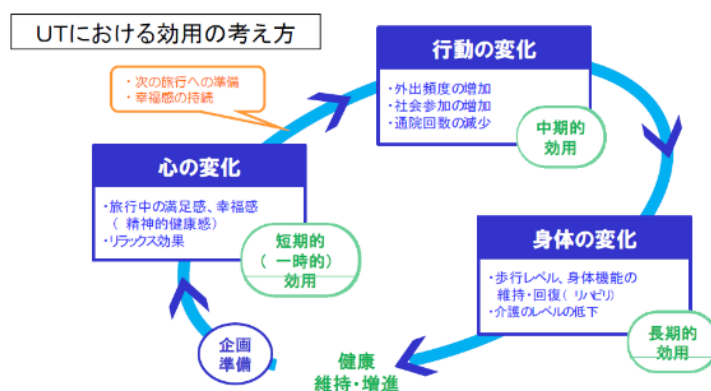 UTにおける効用の考え方
・次の旅行への準備
・幸福感の持続
行動の変化
・外出頻度の増加
・社会参加の増加
・通院回数の減少
中期的
効用
心の変化
・旅行中の満足感、幸福感
(精神的健康感)
・リラックス効果
短期的
(一時的)
効用
身体の変化
・歩行レベル、身体機能の
維持・回復(リハビリ)
・介護のレベルの低下
長期的
効用
企画
準備
健康
維持・増進